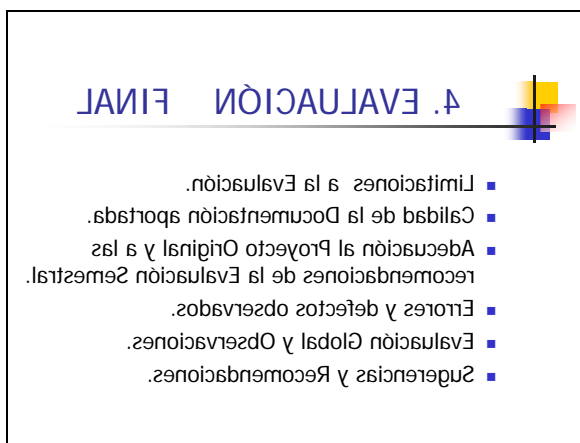 4. EVALUACIÓN FINAL
Limitaciones a la Evaluación.
Calidad de la Documentación aportada.
Adecuación al Proyecto Original y a las
recomendaciones de la Evaluación Semestral.
Errores y defectos observados.
Evaluación Global y Observaciones.
Sugerencias y Recomendaciones.